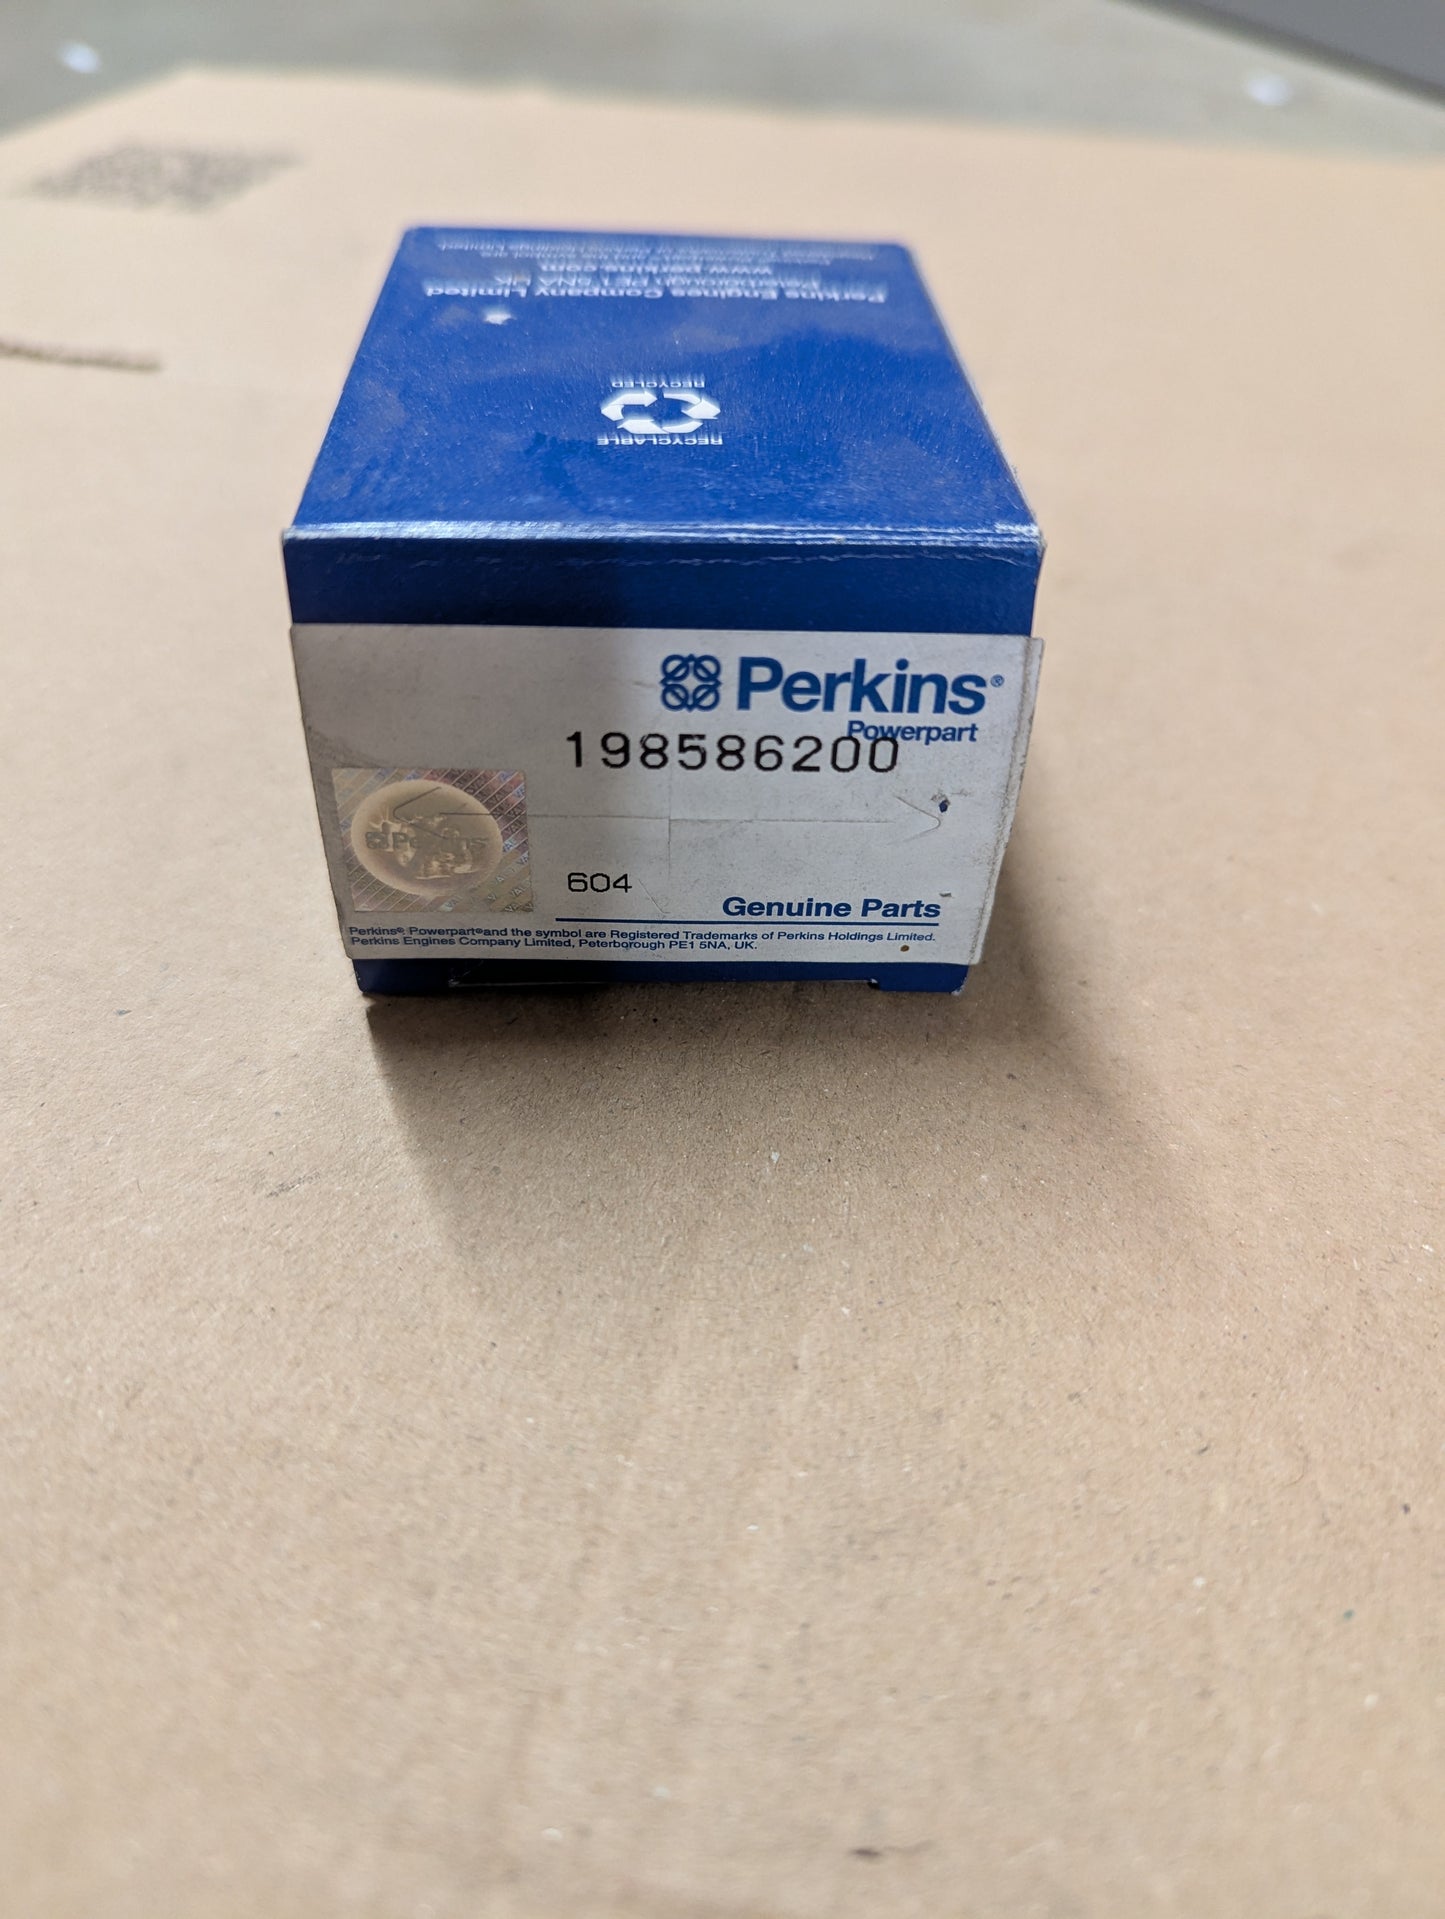 Perkins Engines Company Limited
Peterborough PE1 5NA UK
www.perkins.com
RECYCLABLE
RECYCLED
Perkins®
Powerpart
198586200
Perkins
604
Genuine Parts
Perkins® Powerpart® and the symbol are Registered Trademarks of Perkins Holdings Limited.
Perkins Engines Company Limited, Peterborough PE1 5NA, UK.